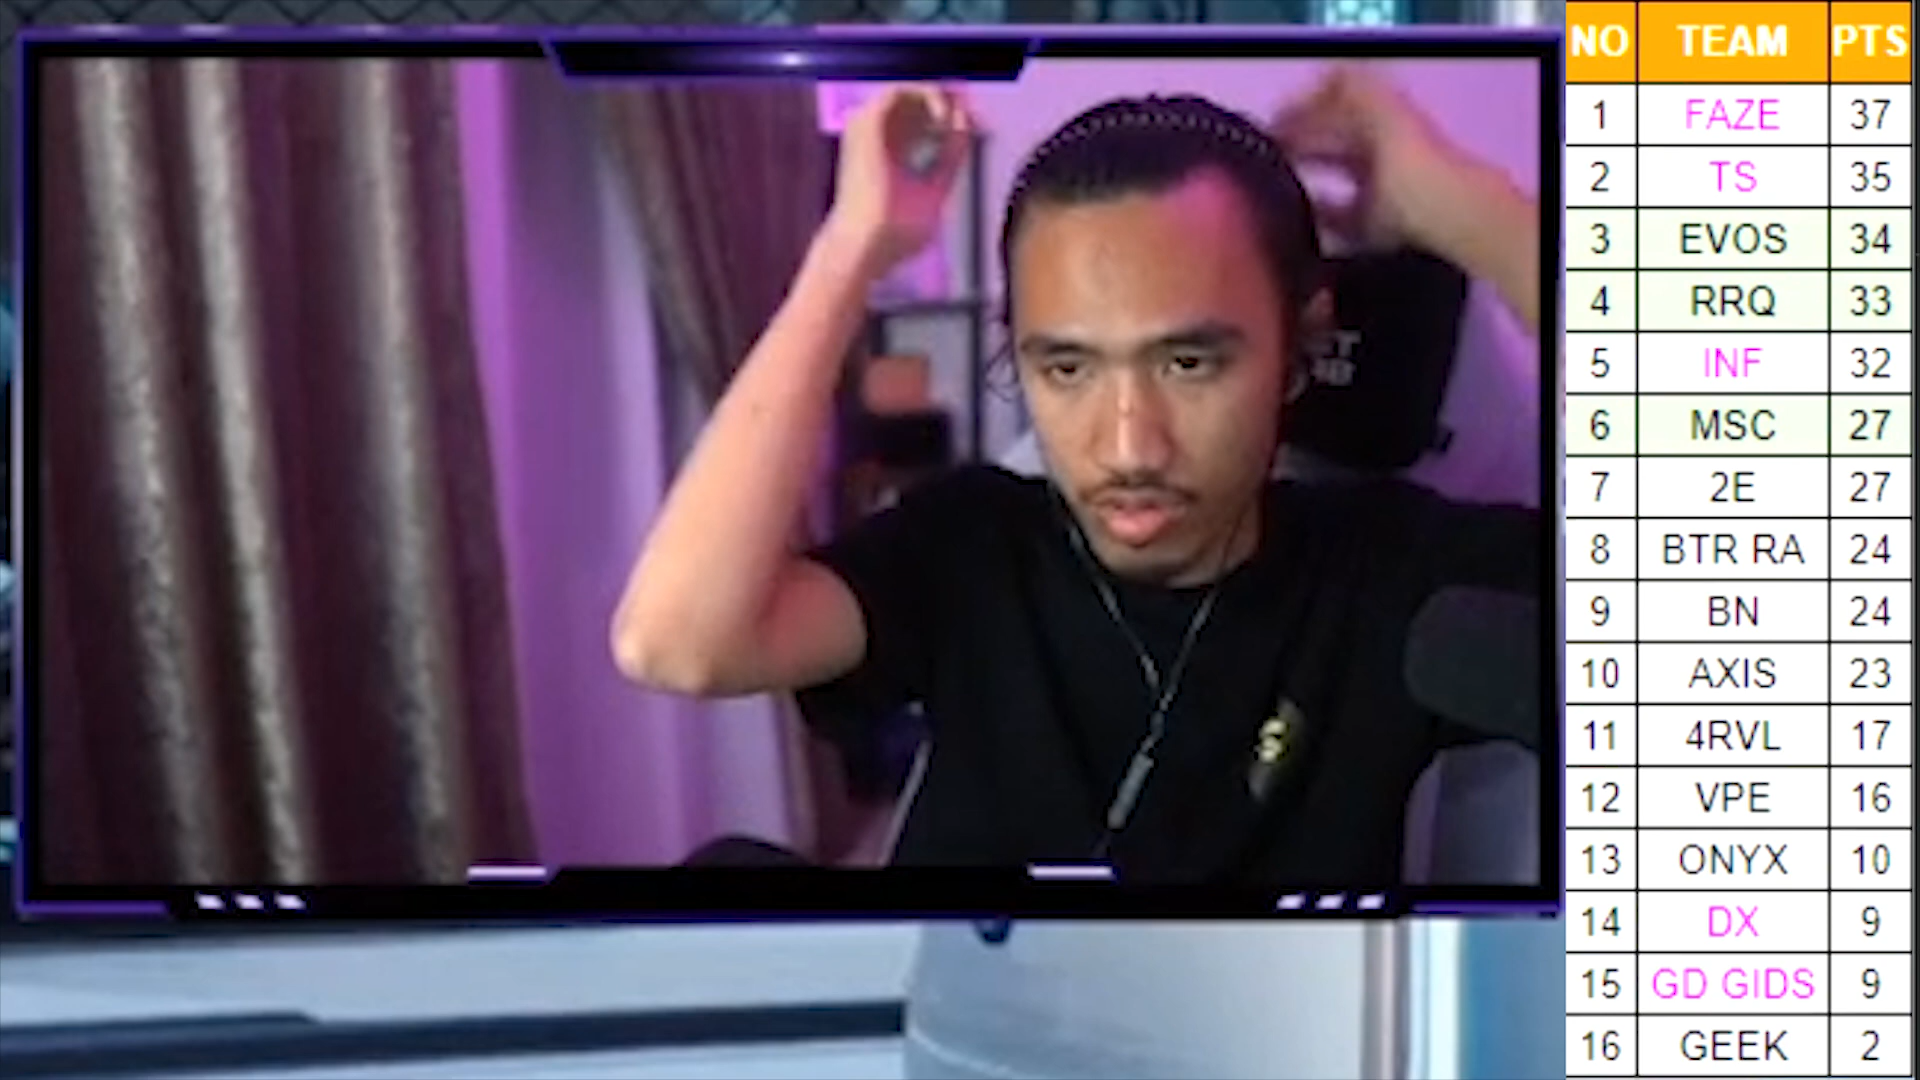 NO TEAM PTS
1 FAZE 37
2 TS 35
3 EVOS 34
4 RRQ 33
5 INF 32
6 MSC 27
7 2E 27
8 BTR RA 24
9 BN 24
10 AXIS 23
11 4RVL 17
12 VPE 16
13 ONYX 10
14 DX 9
15 GD GIDS 9
16 GEEK 2